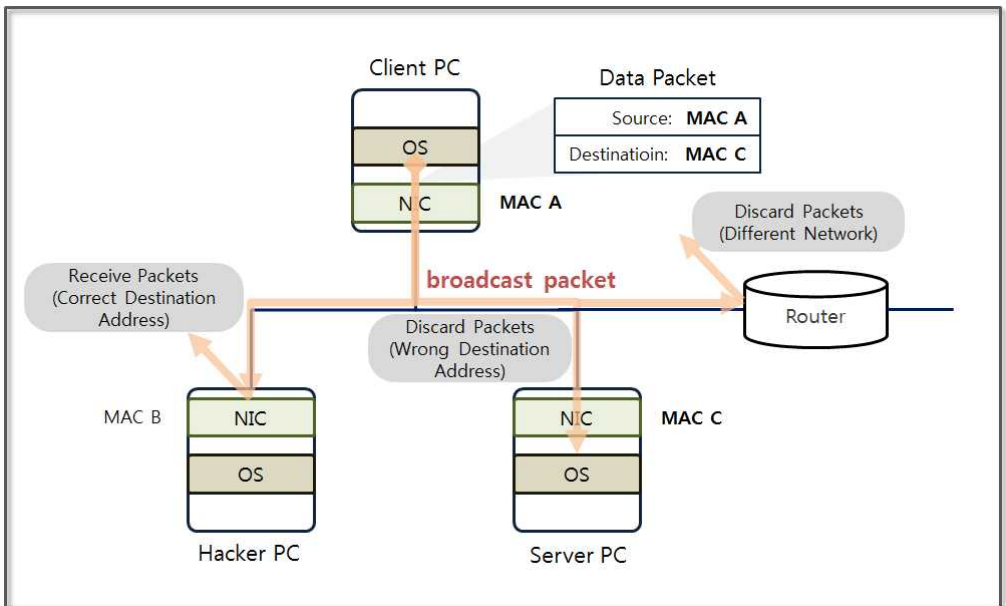 Client PC
Data Packet
Source: MAC A
Destinatioin: MAC C
OS
NIC
MAC A
Discard Packets
(Different Network)
Receive Packets
(Correct Destination
Address)
broadcast packet
Router
Discard Packets
(Wrong Destination
Address)
MAC B
NIC
NIC
MAC C
OS
OS
Hacker PC
Server PC